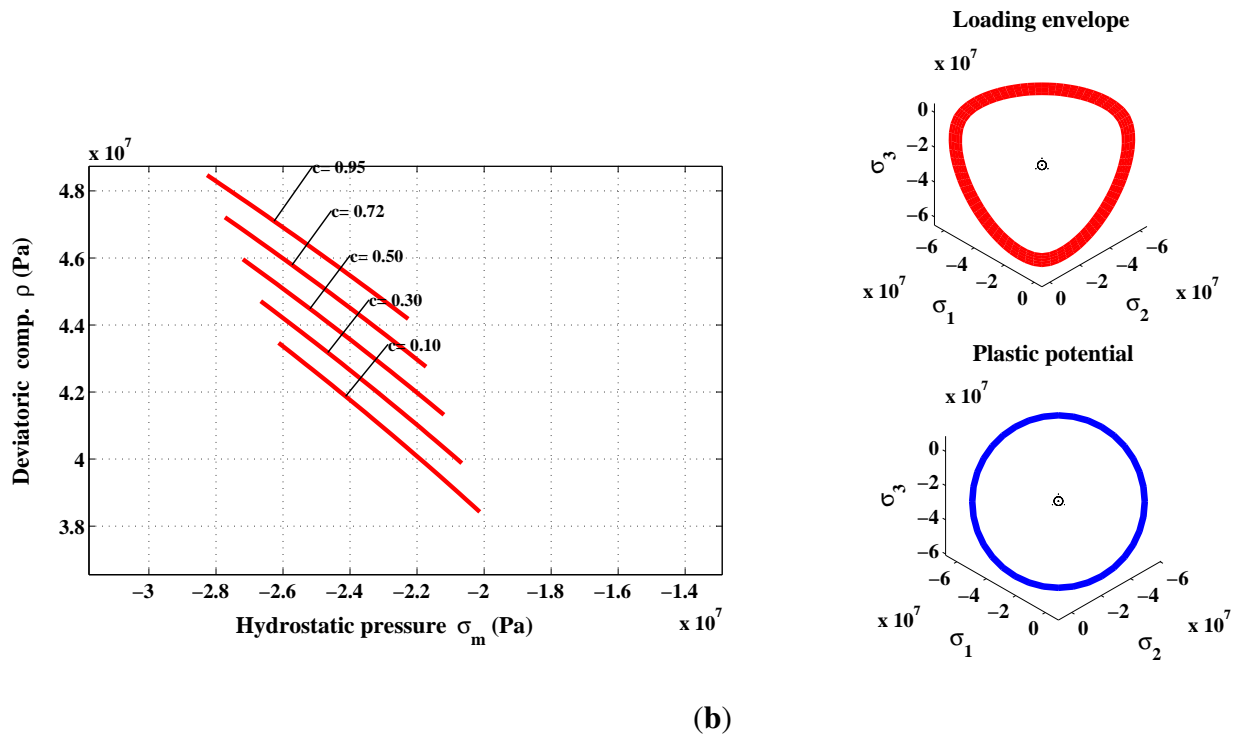 x 10^7
4.8
4.6
4.4
4.2
4
3.8
Deviatoric comp. ρ (Pa)
c= 0.95
c= 0.72
c= 0.50
c= 0.30
c= 0.10
−3 −2.8 −2.6 −2.4 −2.2 −2 −1.8 −1.6 −1.4
Hydrostatic pressure σ_m (Pa)
x 10^7
Loading envelope
x 10^7
0
−2
−4
−6
σ_3
−6 −4 −2 0
x 10^7
σ_1
0 −2 −4 −6
σ_2
x 10^7
Plastic potential
x 10^7
0
−2
−4
−6
σ_3
−6 −4 −2 0
x 10^7
σ_1
0 −2 −4 −6
σ_2
x 10^7
(b)